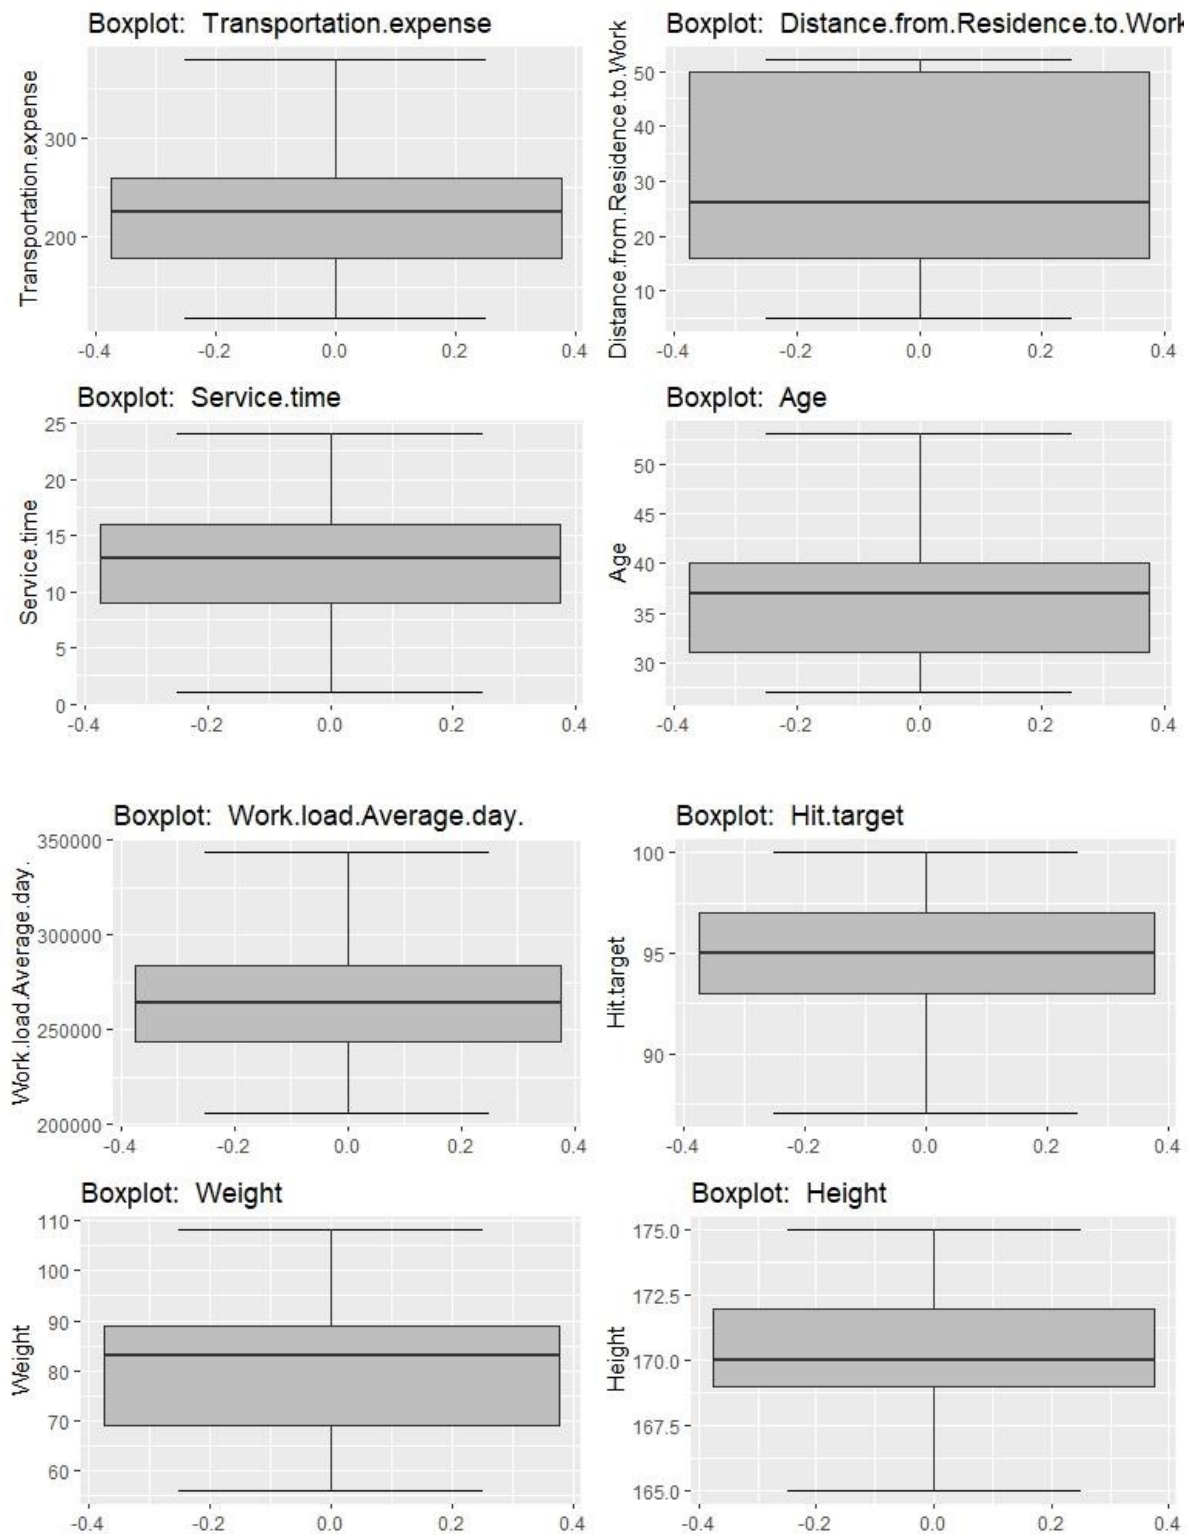 Boxplot:  Transportation.expense
Transportation.expense
300
200
-0.4 -0.2 0.0 0.2 0.4
Boxplot:  Distance.from.Residence.to.Work
Distance.from.Residence.to.Work
50
40
30
20
10
-0.4 -0.2 0.0 0.2 0.4
Boxplot:  Service.time
Service.time
25
20
15
10
5
0
-0.4 -0.2 0.0 0.2 0.4
Boxplot:  Age
Age
50
45
40
35
30
-0.4 -0.2 0.0 0.2 0.4
Boxplot:  Work.load.Average.day.
Work.load.Average.day.
350000
300000
250000
200000
-0.4 -0.2 0.0 0.2 0.4
Boxplot:  Hit.target
Hit.target
100
95
90
-0.4 -0.2 0.0 0.2 0.4
Boxplot:  Weight
Weight
110
100
90
80
70
60
-0.4 -0.2 0.0 0.2 0.4
Boxplot:  Height
Height
175.0
172.5
170.0
167.5
165.0
-0.4 -0.2 0.0 0.2 0.4